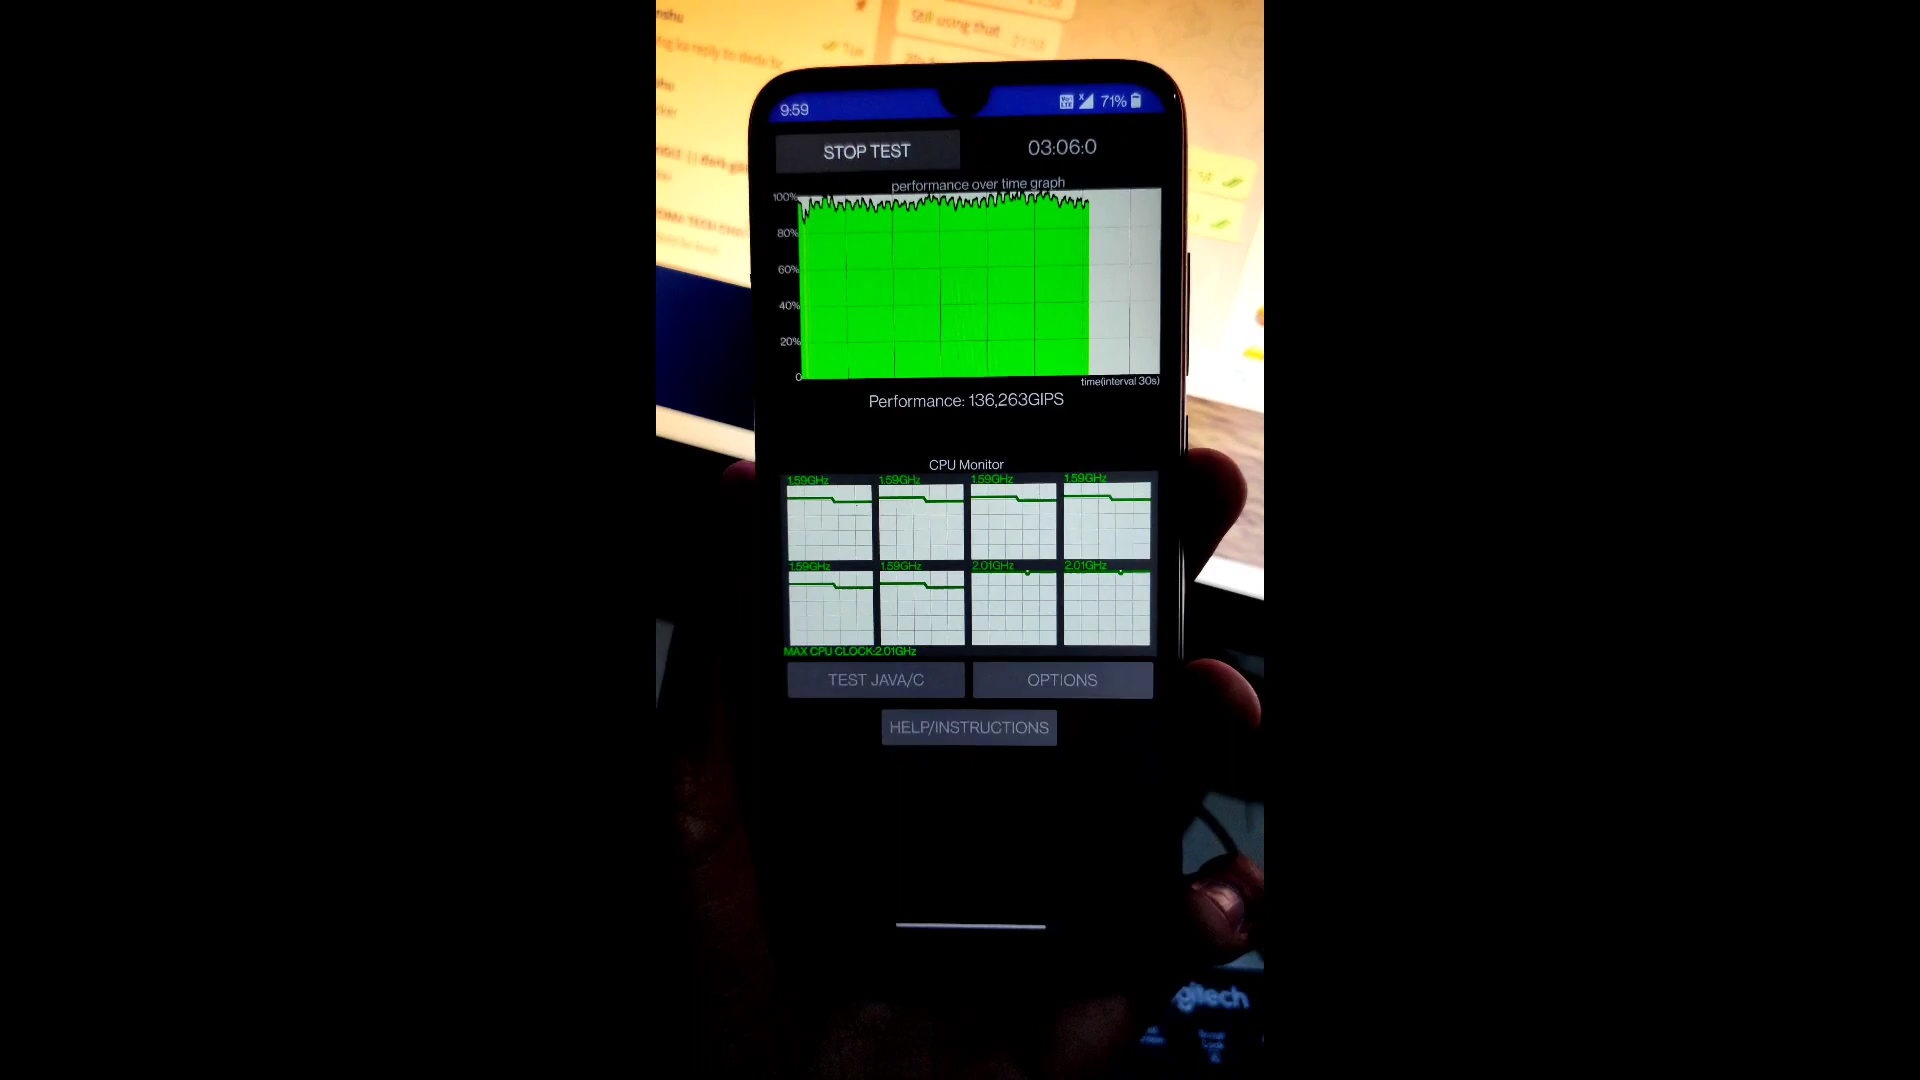 Still using that
9:59
71%
STOP TEST
03:06:0
performance over time graph
100%
80%
60%
40%
20%
0
time(interval 30s)
Performance: 136,263GIPS
CPU Monitor
1.59GHz 1.59GHz 1.59GHz 1.59GHz
1.59GHz 1.59GHz 2.01GHz 2.01GHz
MAX CPU CLOCK:2.01GHz
TEST JAVA/C
OPTIONS
HELP/INSTRUCTIONS
gitech